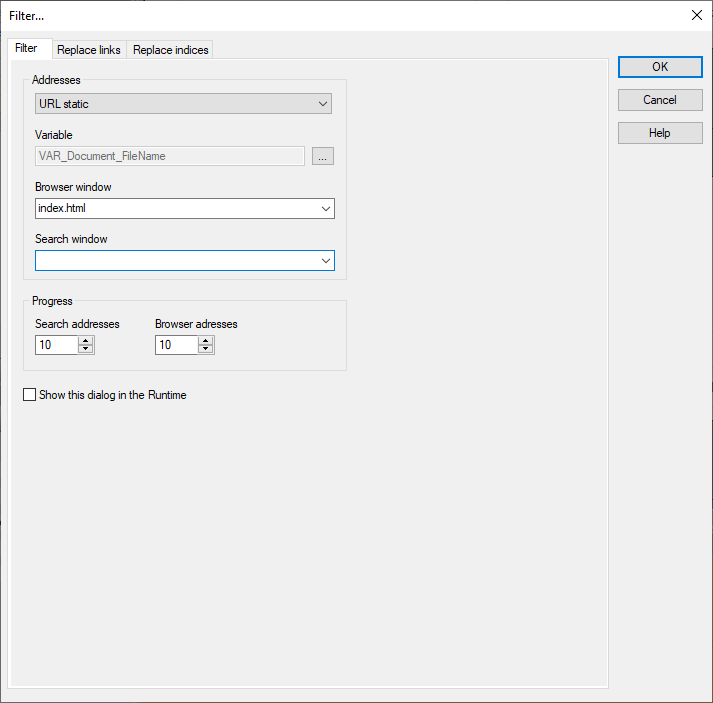 Filter...
Filter
Replace links
Replace indices
OK
Cancel
Help
Addresses
URL static
Variable
VAR_Document_FileName
...
Browser window
index.html
Search window
Progress
Search addresses
Browser adresses
10
10
Show this dialog in the Runtime